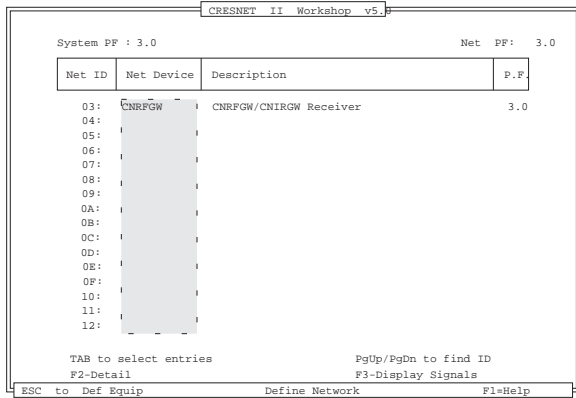 CRESNET II Workshop v5.0
System PF : 3.0 Net PF: 3.0
Net ID Net Device Description P.F.
03: CNRFGW CNRFGW/CNIRGW Receiver 3.0
04:
05:
06:
07:
08:
09:
0A:
0B:
0C:
0D:
0E:
0F:
10:
11:
12:
TAB to select entries PgUp/PgDn to find ID
F2-Detail F3-Display Signals
ESC to Def Equip Define Network F1=Help